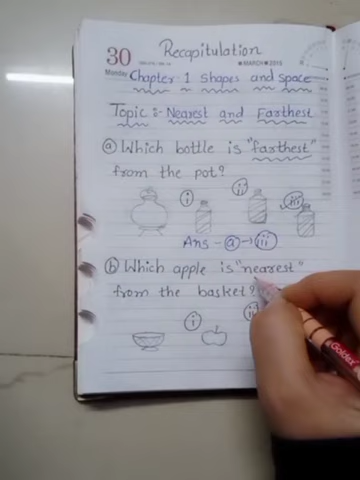 Recapitulation
30
MARCH 2015
Monday
Chapter-1 Shapes and space
Topic :- Nearest and Farthest
(a) Which bottle is "farthest"
from the pot?
(i)
(ii)
(iii)
Ans - (a) → (iii)
(b) Which apple is "nearest"
from the basket?
(i)
Goldex